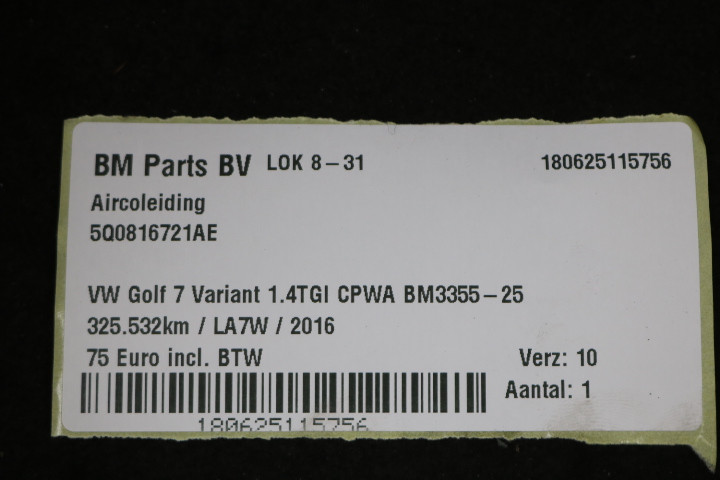 BM Parts BV LOK 8-31 180625115756
Aircoleiding
5Q0816721AE
VW Golf 7 Variant 1.4TGI CPWA BM3355-25
325.532km / LA7W / 2016
75 Euro incl. BTW Verz: 10
Aantal: 1
180625115756